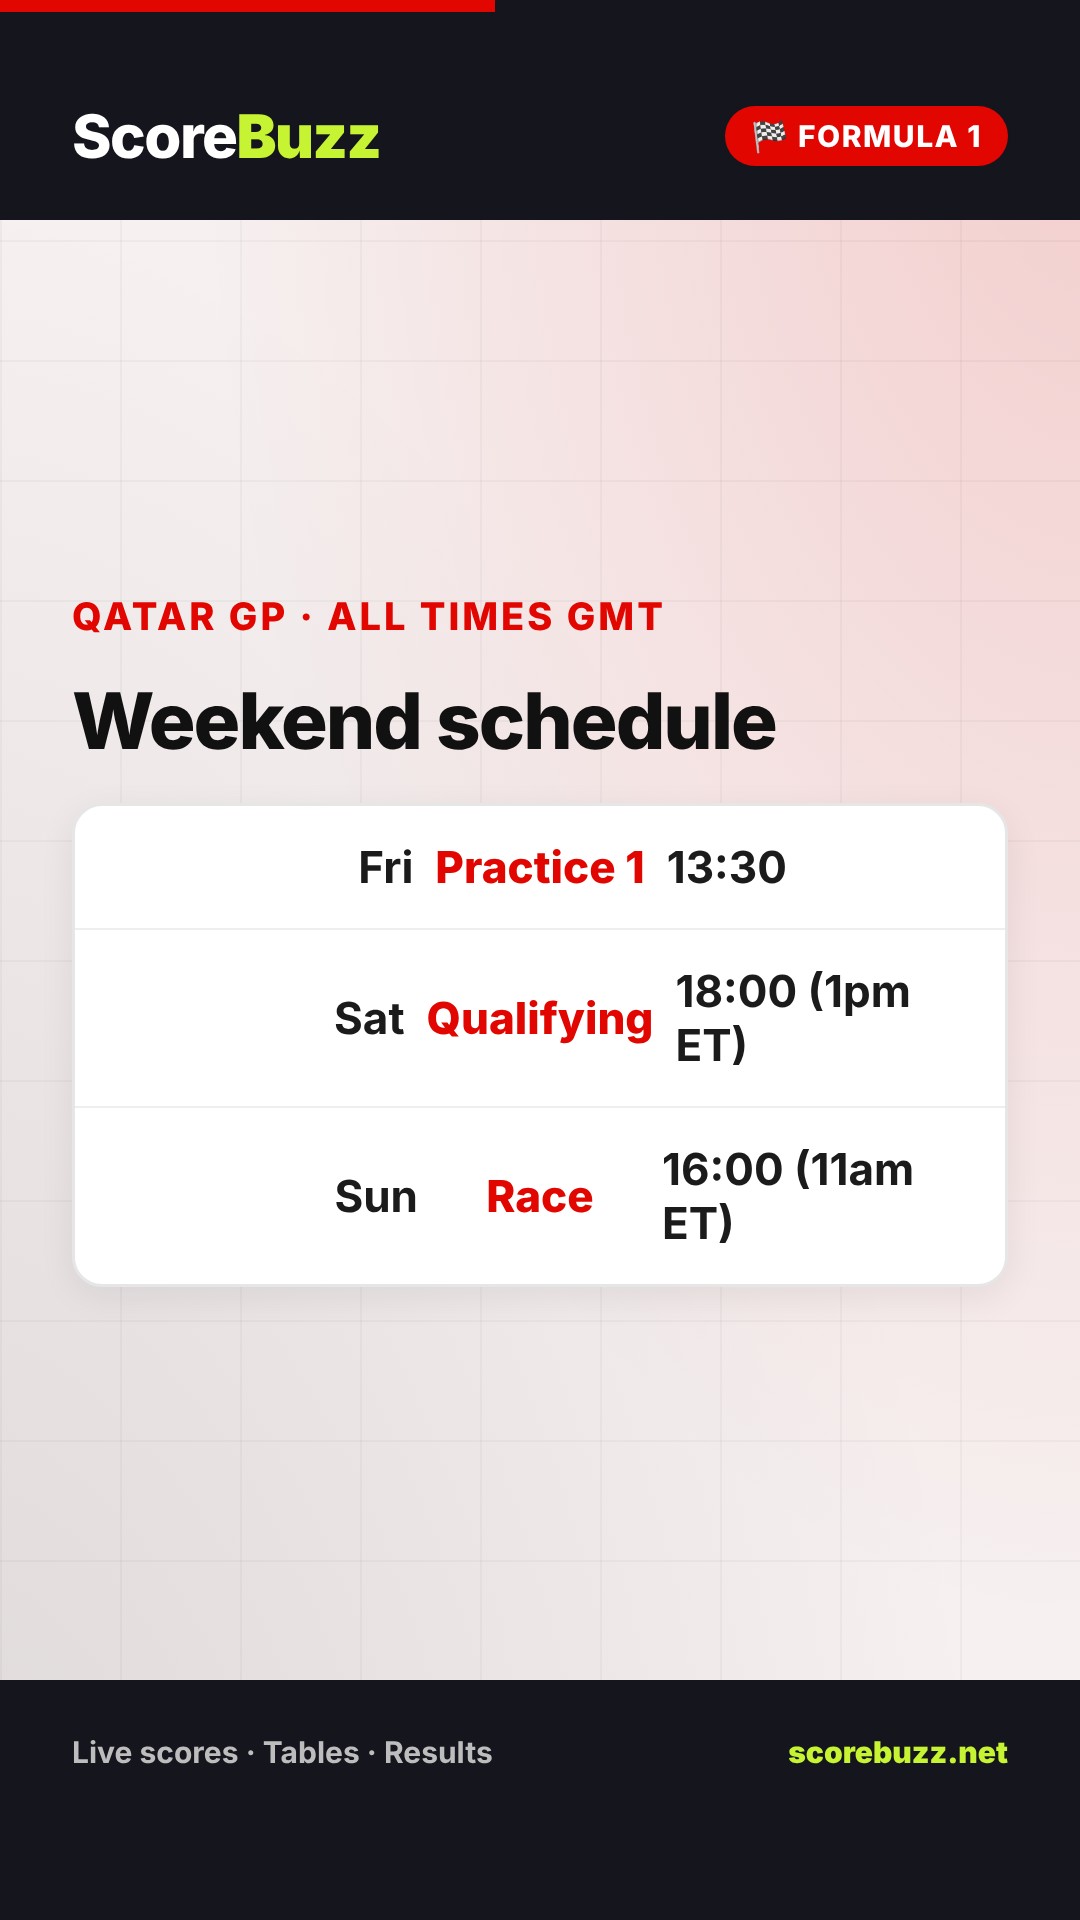 ScoreBuzz
🏁 FORMULA 1
QATAR GP · ALL TIMES GMT
Weekend schedule
Fri Practice 1 13:30
Sat Qualifying 18:00 (1pm ET)
Sun Race 16:00 (11am ET)
Live scores · Tables · Results
scorebuzz.net